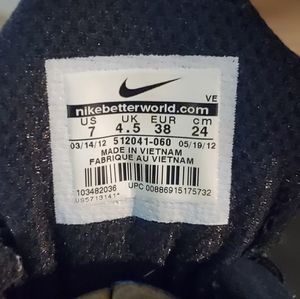 VE
nikebetterworld.com
US UK EUR cm
7 4.5 38 24
03/14/12 512041-060 05/19/12
MADE IN VIETNAM
FABRIQUE AU VIETNAM
103482036 UPC 00886915175732